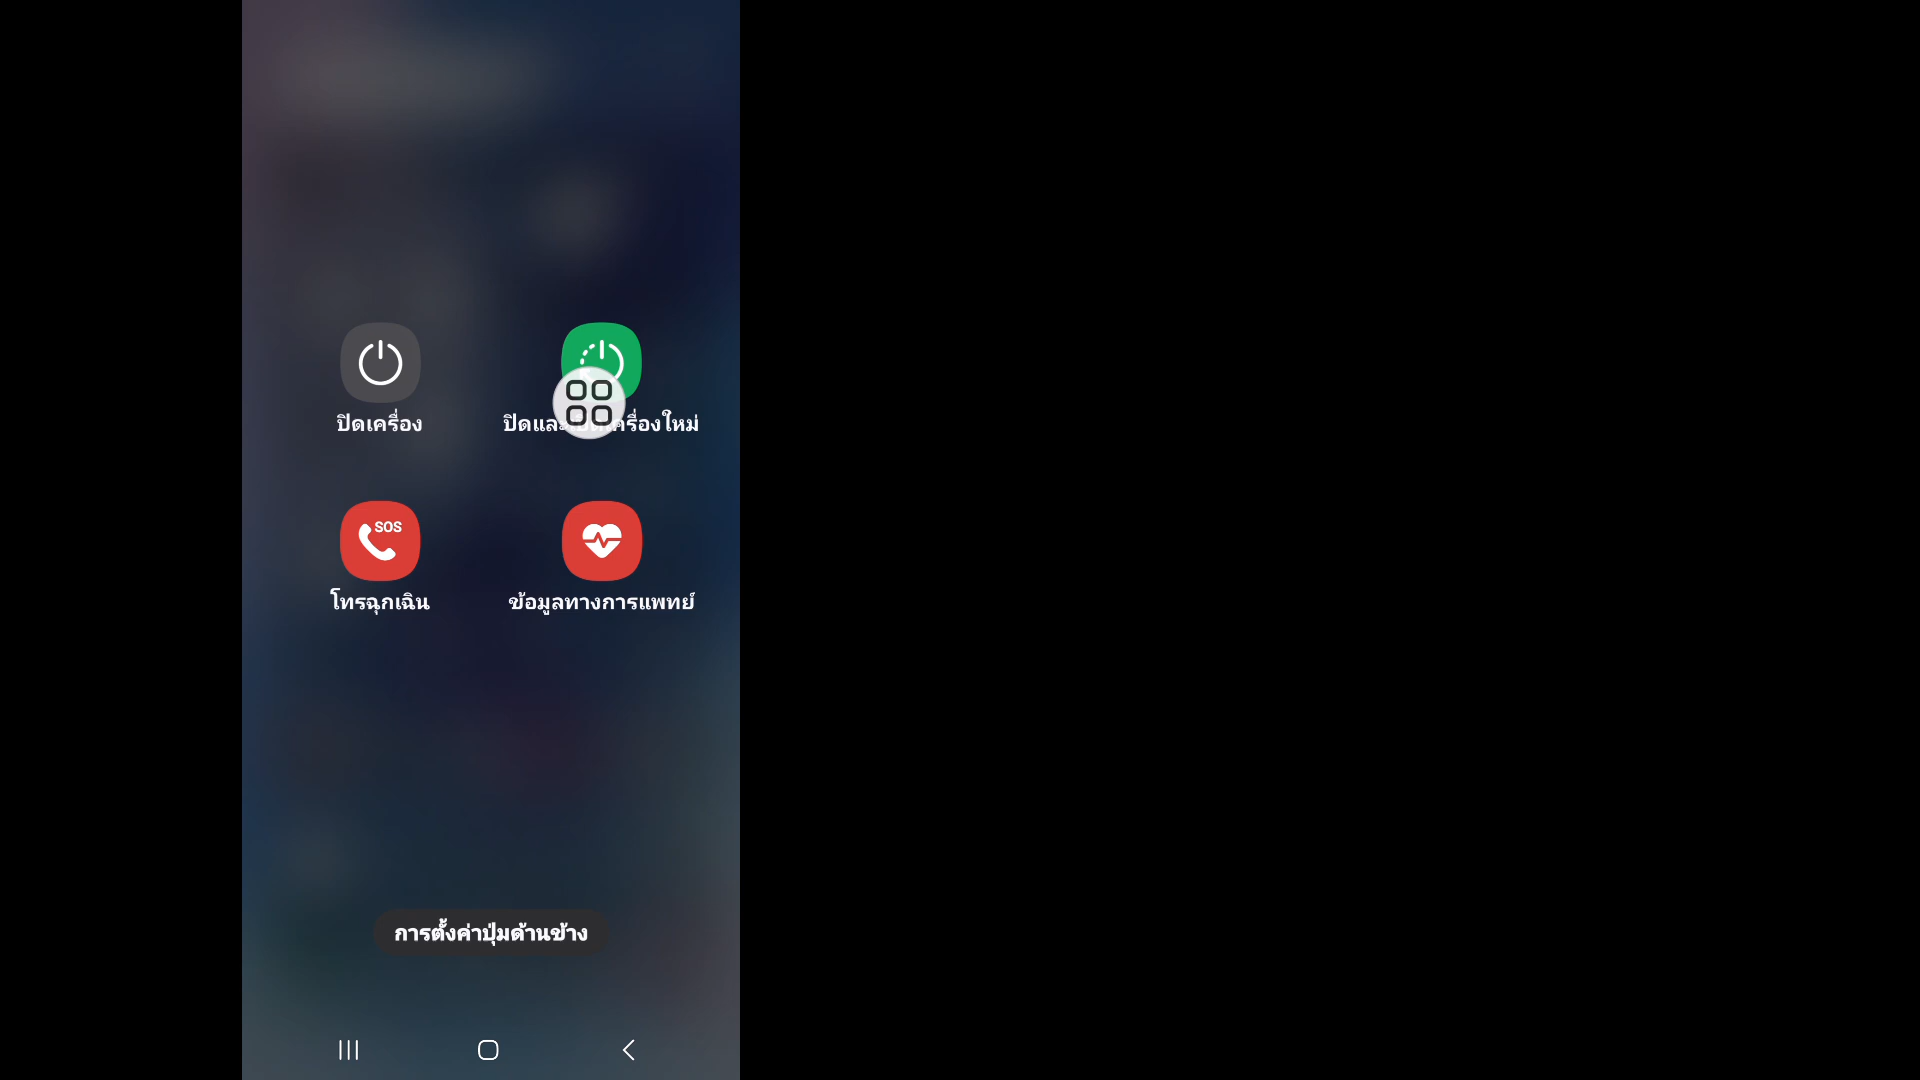 ปิดเครื่อง
ปิดและเปิดเครื่องใหม่
SOS
โทรฉุกเฉิน
ข้อมูลทางการแพทย์
การตั้งค่าปุ่มด้านข้าง